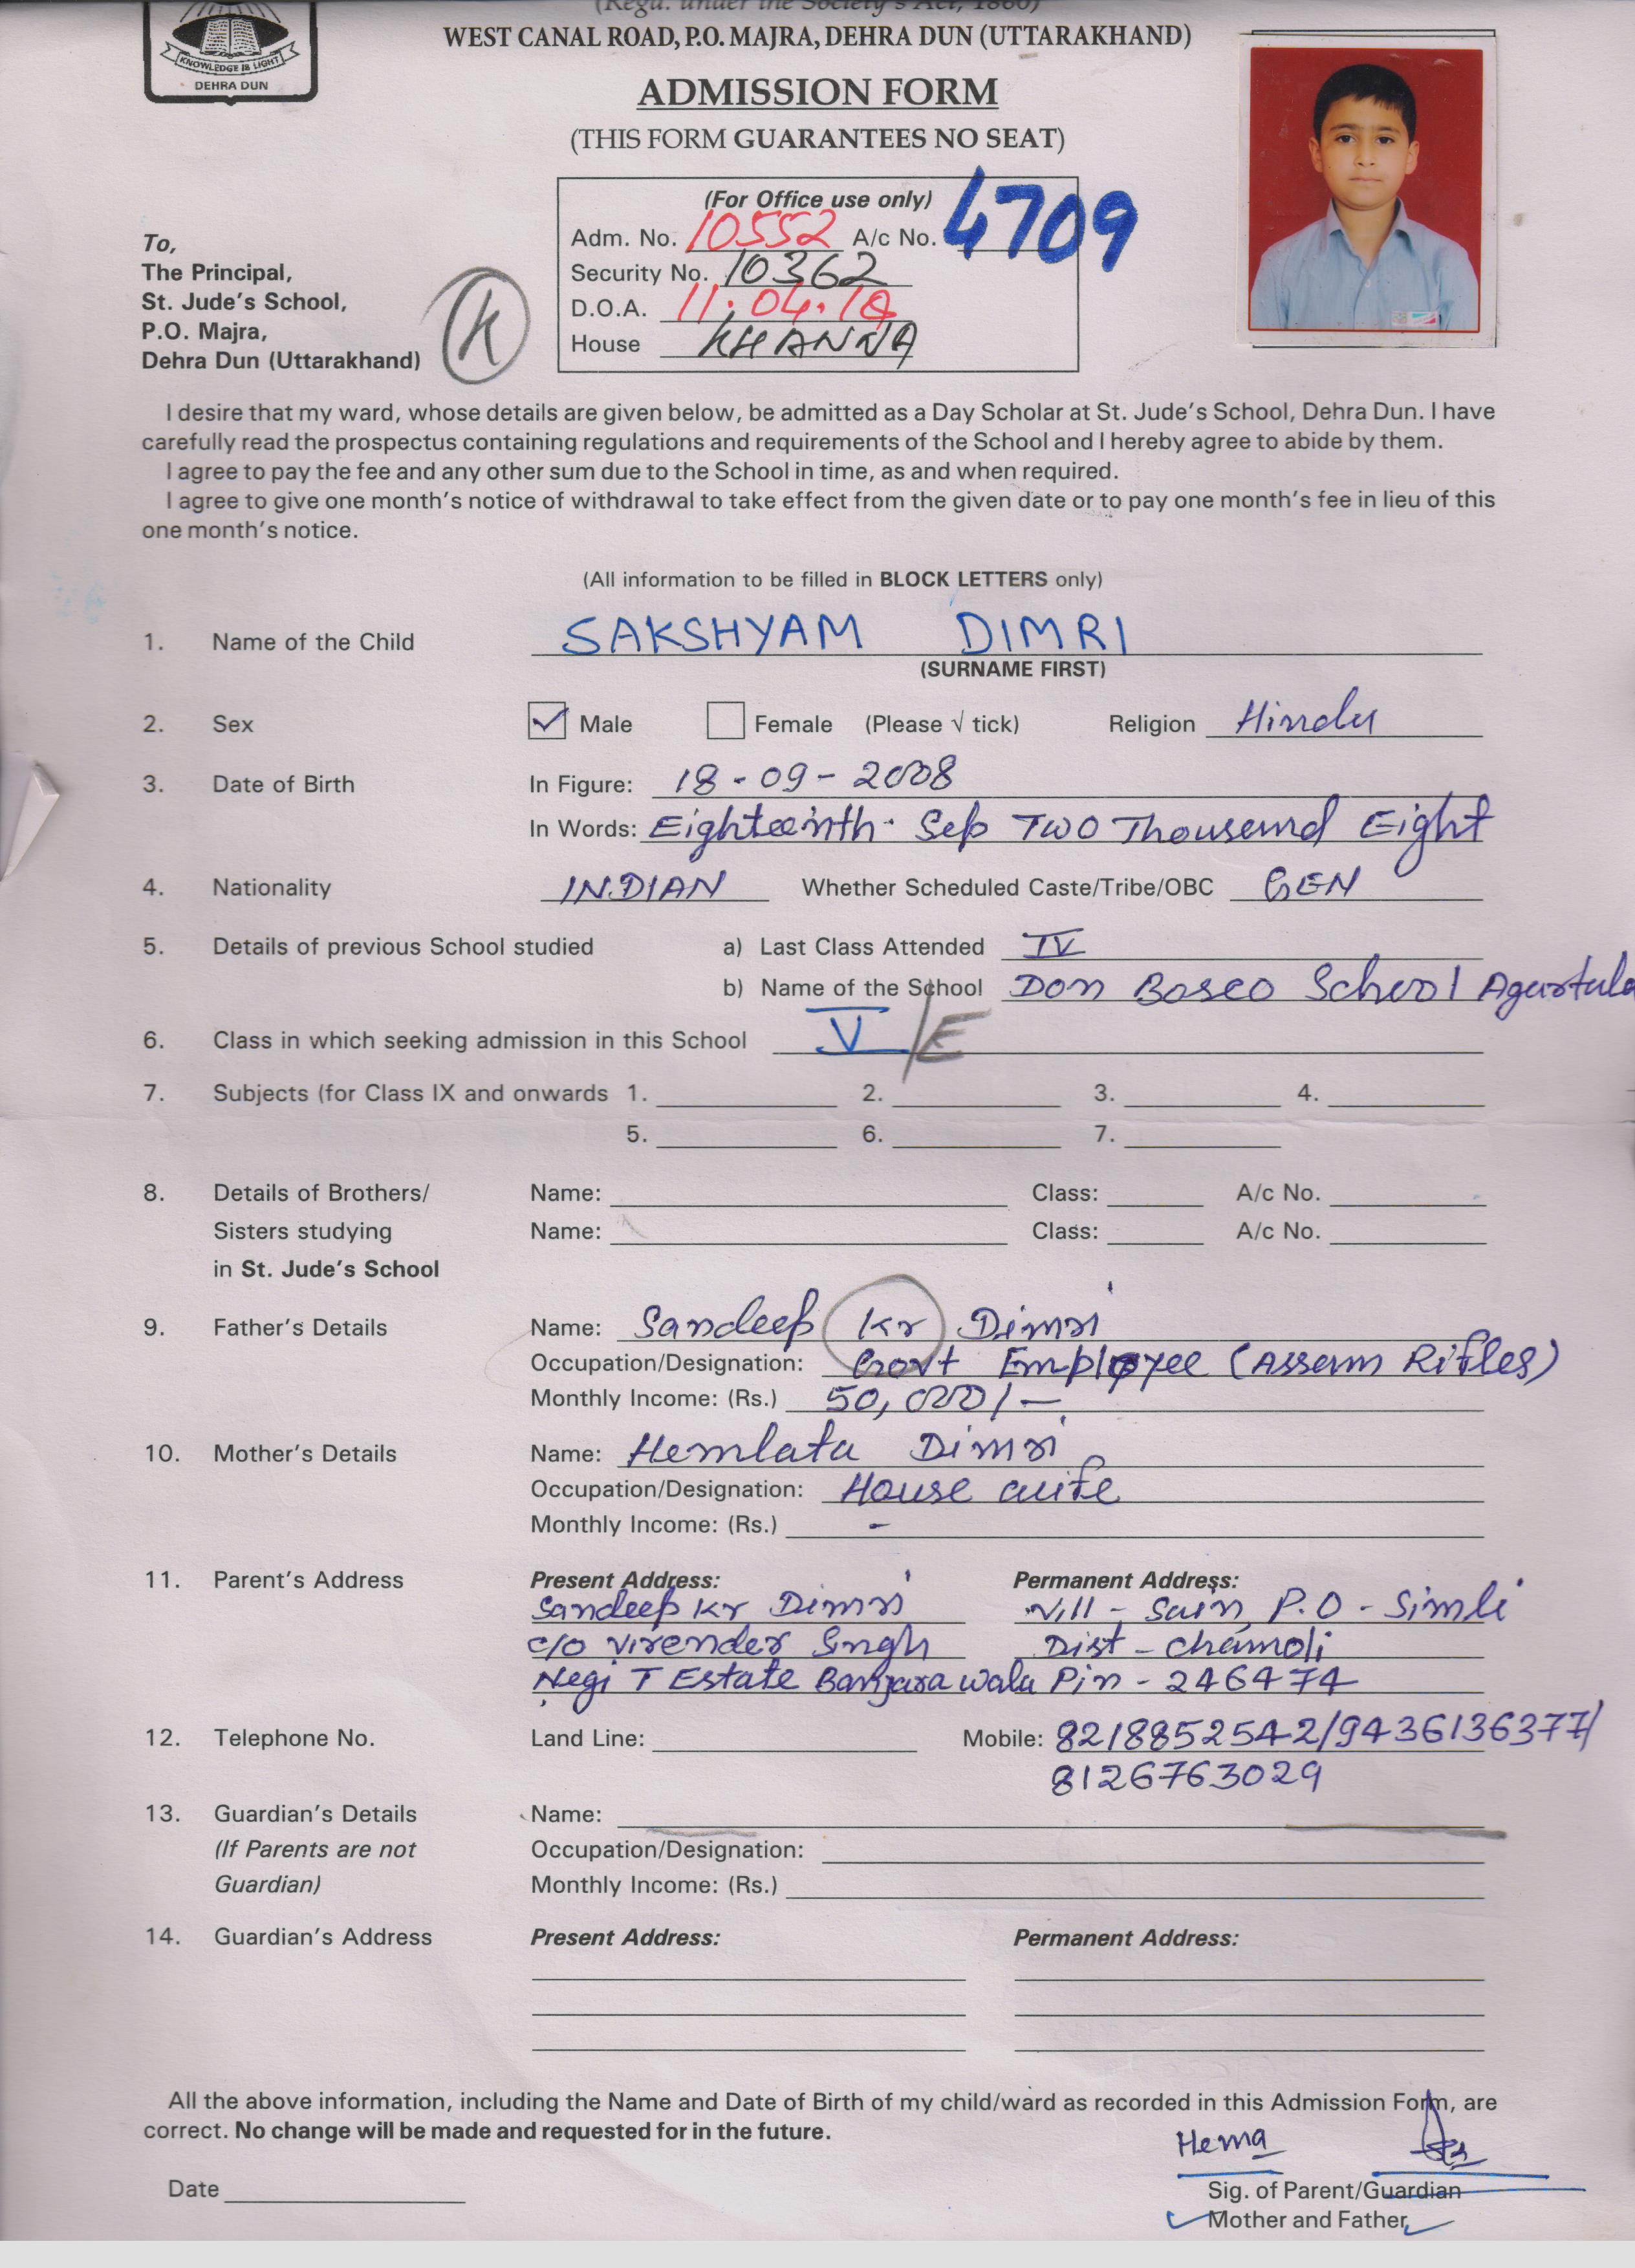 (Regd. under the Society's Act, 1860)
WEST CANAL ROAD, P.O. MAJRA, DEHRA DUN (UTTARAKHAND)
KNOWLEDGE IS LIGHT
DEHRA DUN
ADMISSION FORM
(THIS FORM GUARANTEES NO SEAT)
(For Office use only)
Adm. No. 10552 A/c No. 4709
Security No. 10362
D.O.A. 11.04.18
House KHANNA
To,
The Principal,
St. Jude's School,
P.O. Majra,
Dehra Dun (Uttarakhand)
K
I desire that my ward, whose details are given below, be admitted as a Day Scholar at St. Jude's School, Dehra Dun. I have
carefully read the prospectus containing regulations and requirements of the School and I hereby agree to abide by them.
I agree to pay the fee and any other sum due to the School in time, as and when required.
I agree to give one month's notice of withdrawal to take effect from the given date or to pay one month's fee in lieu of this
one month's notice.
(All information to be filled in BLOCK LETTERS only)
1. Name of the Child SAKSHYAM DIMRI
(SURNAME FIRST)
2. Sex ✓ Male Female (Please √ tick) Religion Hindu
3. Date of Birth In Figure: 18-09-2008
In Words: Eighteenth Sep Two Thousand Eight
4. Nationality INDIAN Whether Scheduled Caste/Tribe/OBC GEN
5. Details of previous School studied a) Last Class Attended IV
b) Name of the School Don Bosco School Agartala
6. Class in which seeking admission in this School V/E
7. Subjects (for Class IX and onwards 1. 2. 3. 4.
5. 6. 7.
8. Details of Brothers/ Name: Class: A/c No.
Sisters studying Name: Class: A/c No.
in St. Jude's School
9. Father's Details Name: Sandeep Kr Dimri
Occupation/Designation: Govt Employee (Assam Rifles)
Monthly Income: (Rs.) 50,000/-
10. Mother's Details Name: Hemlata Dimri
Occupation/Designation: House wife
Monthly Income: (Rs.) -
11. Parent's Address Present Address: Permanent Address:
Sandeep Kr Dimri Vill - Sain, P.O - Simli
c/o Virender Singh Dist - Chamoli
Negi T Estate Banjarawala Pin - 246474
12. Telephone No. Land Line: Mobile: 8218852542/9436136377/
8126763029
13. Guardian's Details Name:
(If Parents are not Occupation/Designation:
Guardian) Monthly Income: (Rs.)
14. Guardian's Address Present Address: Permanent Address:
All the above information, including the Name and Date of Birth of my child/ward as recorded in this Admission Form, are
correct. No change will be made and requested for in the future.
Hema
Date
Sig. of Parent/Guardian
Mother and Father